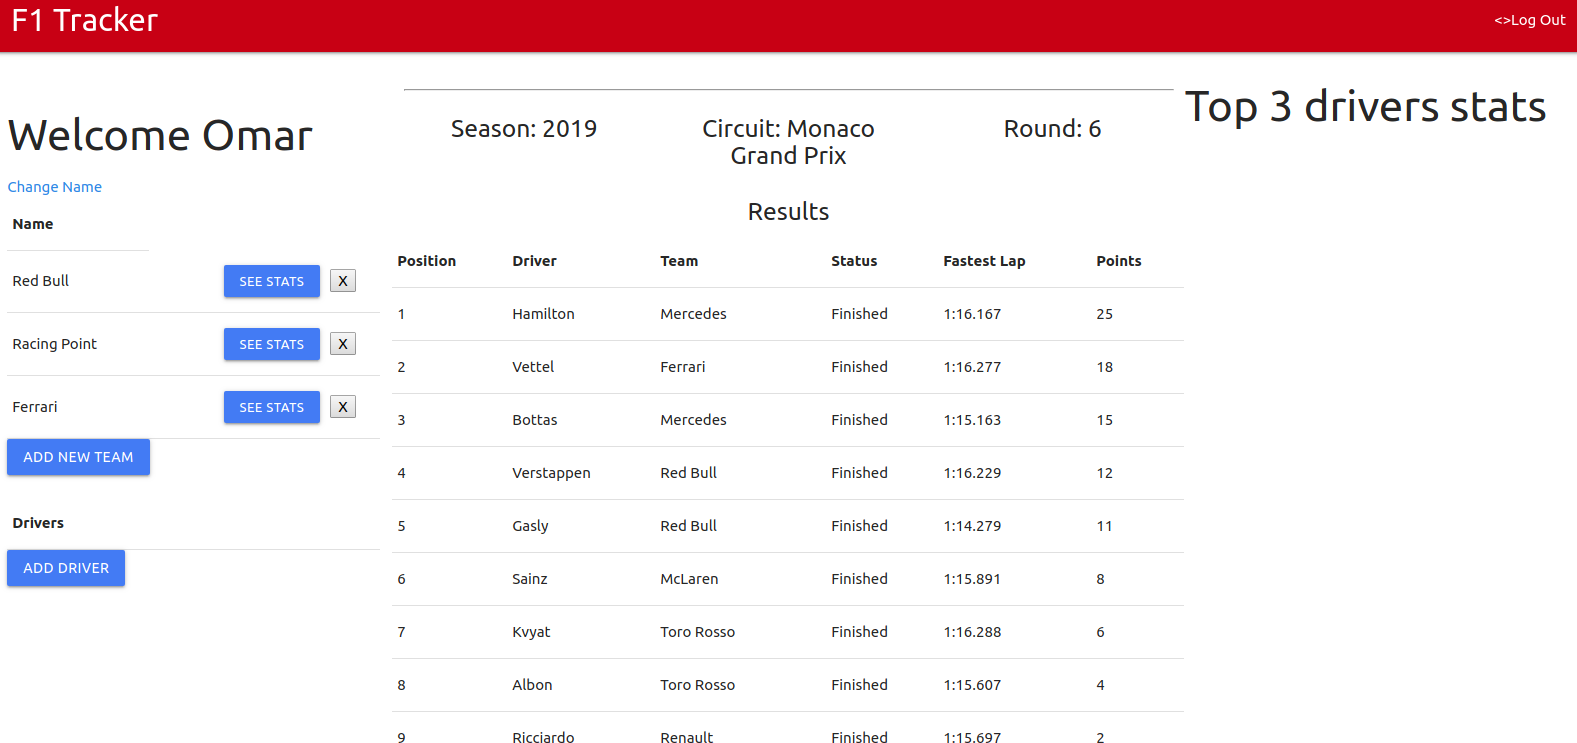 F1 Tracker
<>Log Out
Welcome Omar
Change Name
Name
Red Bull SEE STATS X
Racing Point SEE STATS X
Ferrari SEE STATS X
ADD NEW TEAM
Drivers
ADD DRIVER
Season: 2019
Circuit: Monaco
Grand Prix
Round: 6
Results
Position Driver Team Status Fastest Lap Points
1 Hamilton Mercedes Finished 1:16.167 25
2 Vettel Ferrari Finished 1:16.277 18
3 Bottas Mercedes Finished 1:15.163 15
4 Verstappen Red Bull Finished 1:16.229 12
5 Gasly Red Bull Finished 1:14.279 11
6 Sainz McLaren Finished 1:15.891 8
7 Kvyat Toro Rosso Finished 1:16.288 6
8 Albon Toro Rosso Finished 1:15.607 4
9 Ricciardo Renault Finished 1:15.697 2
Top 3 drivers stats